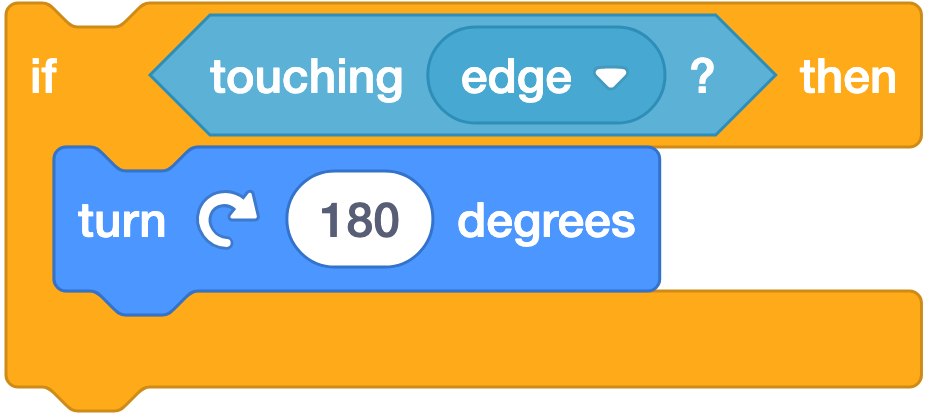 if touching edge ? then
turn 180 degrees